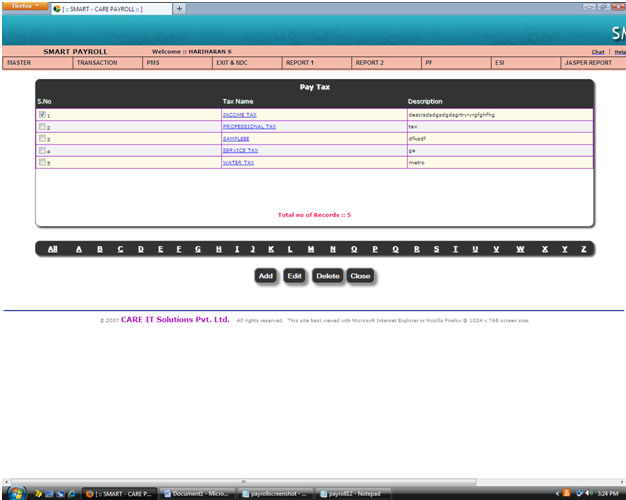 Firefox
[ :: SMART - CARE PAYROLL :: ]
+
SM
SMART PAYROLL Welcome :: HARIHARAN S Chat | Help
MASTER TRANSACTION PMS EXIT & NDC REPORT 1 REPORT 2 PF ESI JASPER REPORT
Pay Tax
S.No Tax Name Description
1 INCOME TAX
2 PROFESSIONAL TAX tax
3 SAMPLEEE dfksdf
4 SERVICE TAX ga
5 WATER TAX metro
Total no of Records :: 5
All A B C D E F G H I J K L M N O P Q R S T U V W X Y Z
Add Edit Delete Close
© 2007 CARE IT Solutions Pvt. Ltd. All rights reserved. This site best viewed with Microsoft Internet Explorer or Mozilla Firefox @ 1024 x 768 screen size.
[ :: SMART - CARE P... Document1 - Micro... payrollscreenshot - ... payroll12 - Notepad 3:24 PM